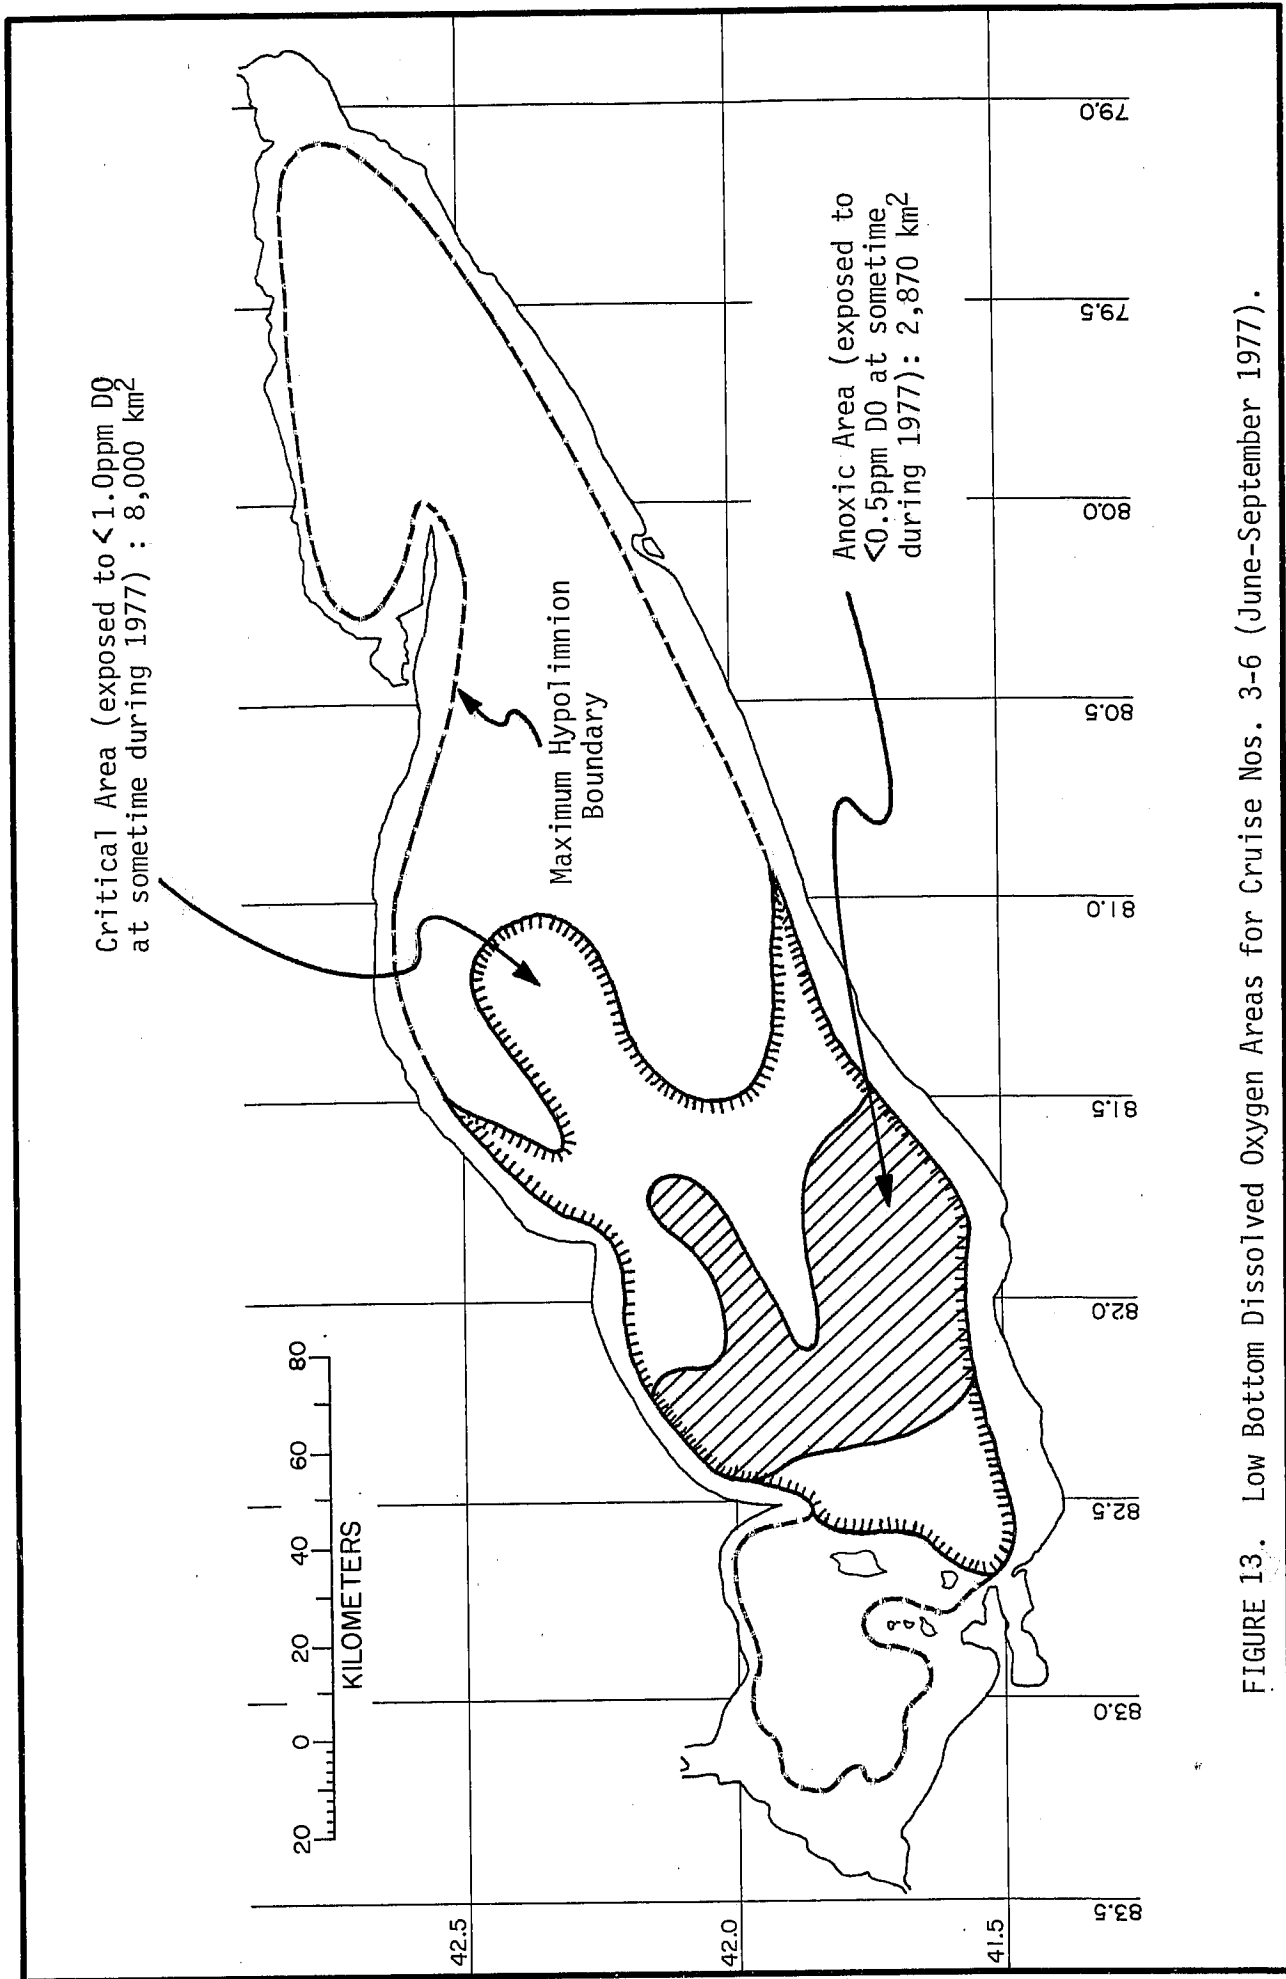 Critical Area (exposed to <1.0ppm DO
at sometime during 1977) : 8,000 km2
Maximum Hypolimnion
Boundary
Anoxic Area (exposed to
<0.5ppm DO at sometime
during 1977): 2,870 km2
20 0 20 40 60 80
KILOMETERS
42.5
42.0
41.5
83.5 83.0 82.5 82.0 81.5 81.0 80.5 80.0 79.5 79.0
FIGURE 13. Low Bottom Dissolved Oxygen Areas for Cruise Nos. 3-6 (June-September 1977).